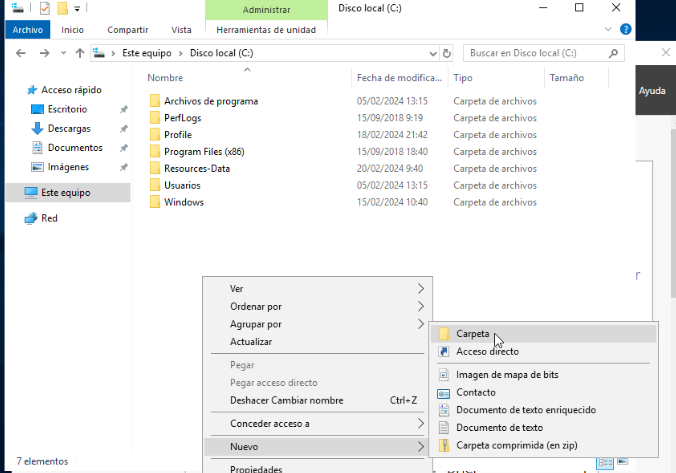 Administrar
Disco local (C:)
Archivo
Inicio
Compartir
Vista
Herramientas de unidad
Este equipo > Disco local (C:)
Buscar en Disco local (C:)
Ayuda
Nombre
Fecha de modifica...
Tipo
Tamaño
Acceso rápido
Escritorio
Descargas
Documentos
Imágenes
Este equipo
Red
Archivos de programa 05/02/2024 13:15 Carpeta de archivos
PerfLogs 15/09/2018 9:19 Carpeta de archivos
Profile 18/02/2024 21:42 Carpeta de archivos
Program Files (x86) 15/09/2018 18:40 Carpeta de archivos
Resources-Data 20/02/2024 9:40 Carpeta de archivos
Usuarios 05/02/2024 13:15 Carpeta de archivos
Windows 15/02/2024 10:40 Carpeta de archivos
Ver
Ordenar por
Agrupar por
Actualizar
Pegar
Pegar acceso directo
Deshacer Cambiar nombre Ctrl+Z
Conceder acceso a
Nuevo
Propiedades
Carpeta
Acceso directo
Imagen de mapa de bits
Contacto
Documento de texto enriquecido
Documento de texto
Carpeta comprimida (en zip)
7 elementos